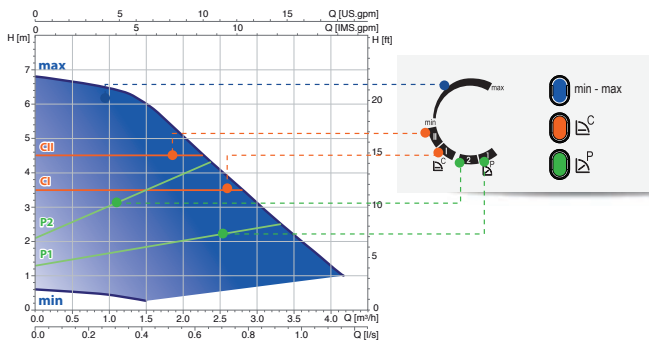 0 5 10 15 Q [US.gpm]
0 5 10 Q [IMS.gpm]
H [m] H [ft]
max
7
6
5
4
3
2
1
0
CII
CI
P2
P1
min
20
15
10
5
0
0.0 0.5 1.0 1.5 2.0 2.5 3.0 3.5 Q [m³/h]
0.0 0.2 0.4 0.6 0.8 1.0 Q [l/s]
max
min
II
I
C
2
P
min - max
C
P